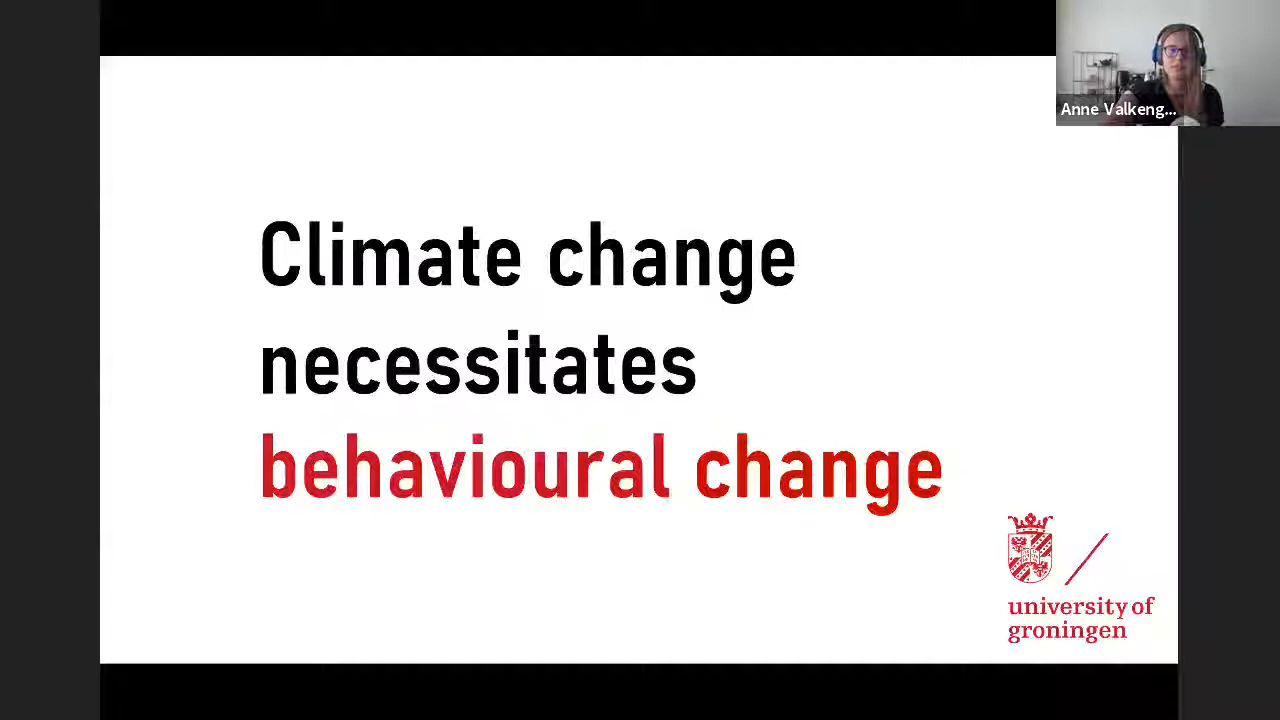 Anne Valkeng...
Climate change
necessitates
behavioural change
university of
groningen